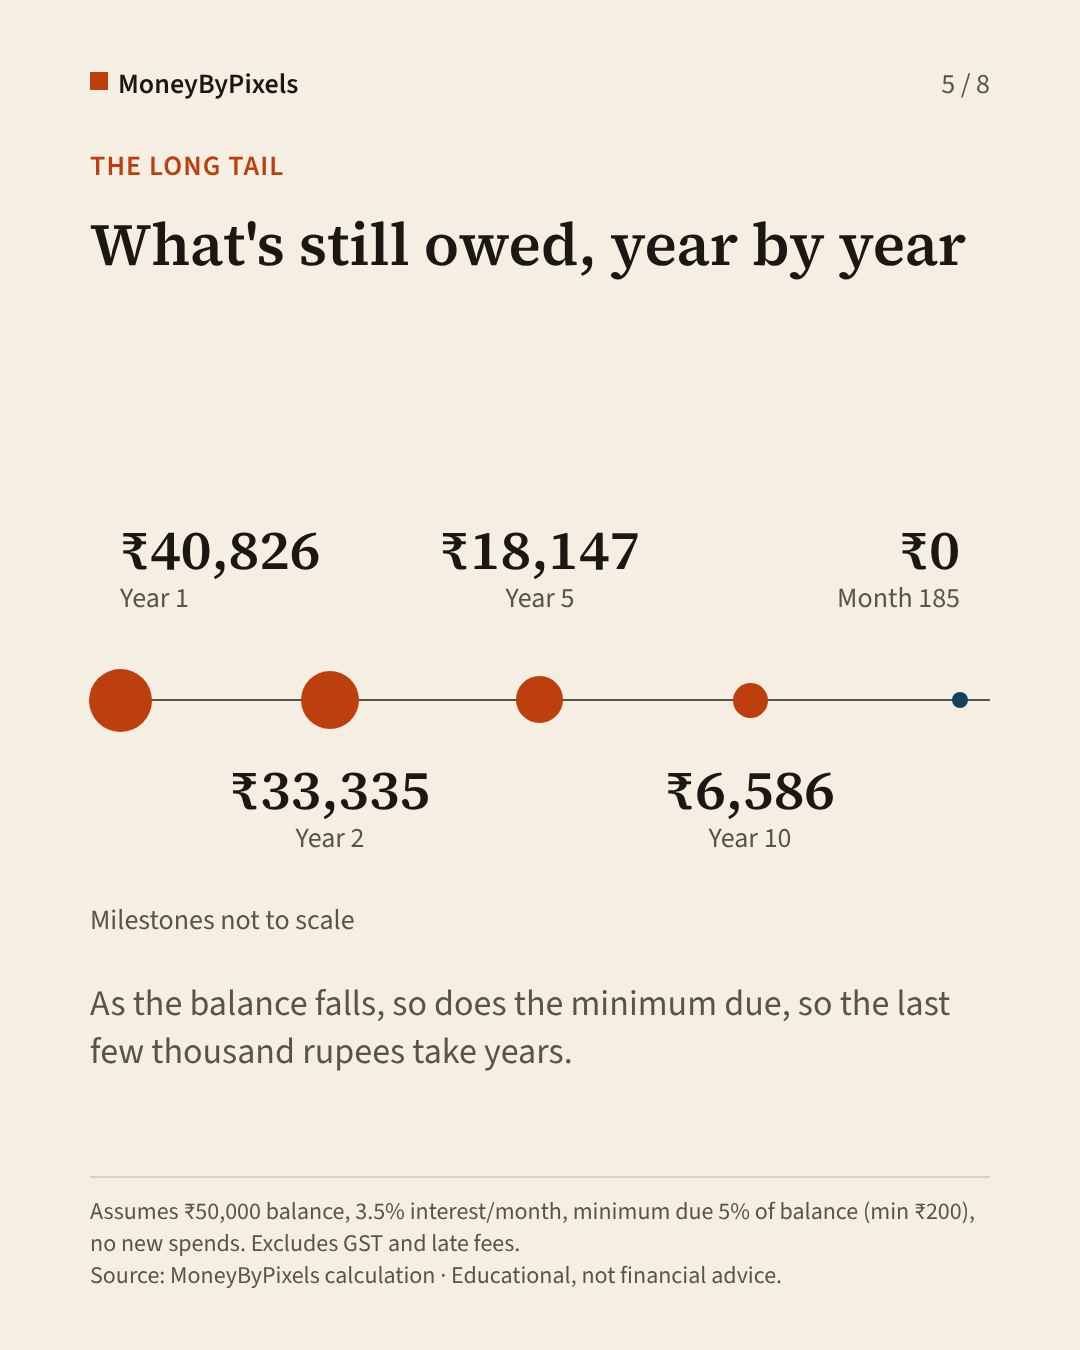 MoneyByPixels
5 / 8
THE LONG TAIL
What's still owed, year by year
₹40,826
Year 1
₹18,147
Year 5
₹0
Month 185
₹33,335
Year 2
₹6,586
Year 10
Milestones not to scale
As the balance falls, so does the minimum due, so the last
few thousand rupees take years.
Assumes ₹50,000 balance, 3.5% interest/month, minimum due 5% of balance (min ₹200),
no new spends. Excludes GST and late fees.
Source: MoneyByPixels calculation · Educational, not financial advice.